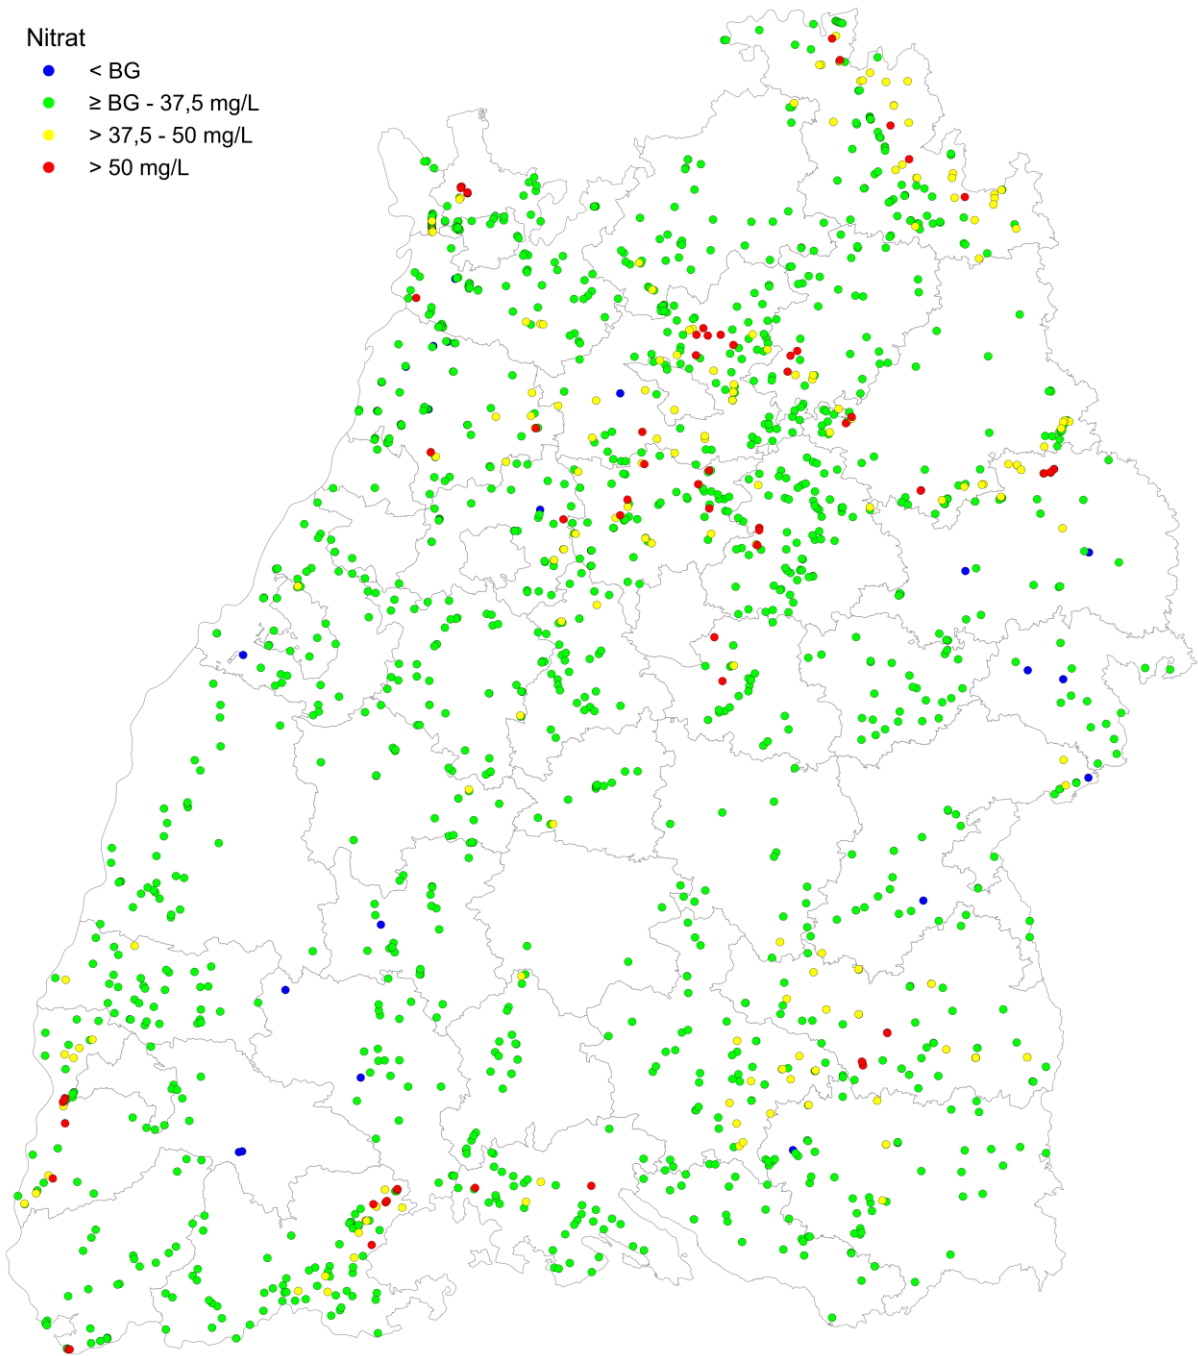 Nitrat
< BG
≥ BG - 37,5 mg/L
> 37,5 - 50 mg/L
> 50 mg/L